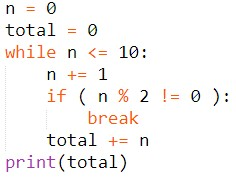 n = 0
total = 0
while n <= 10:
    n += 1
    if ( n % 2 != 0 ):
        break
    total += n
print(total)